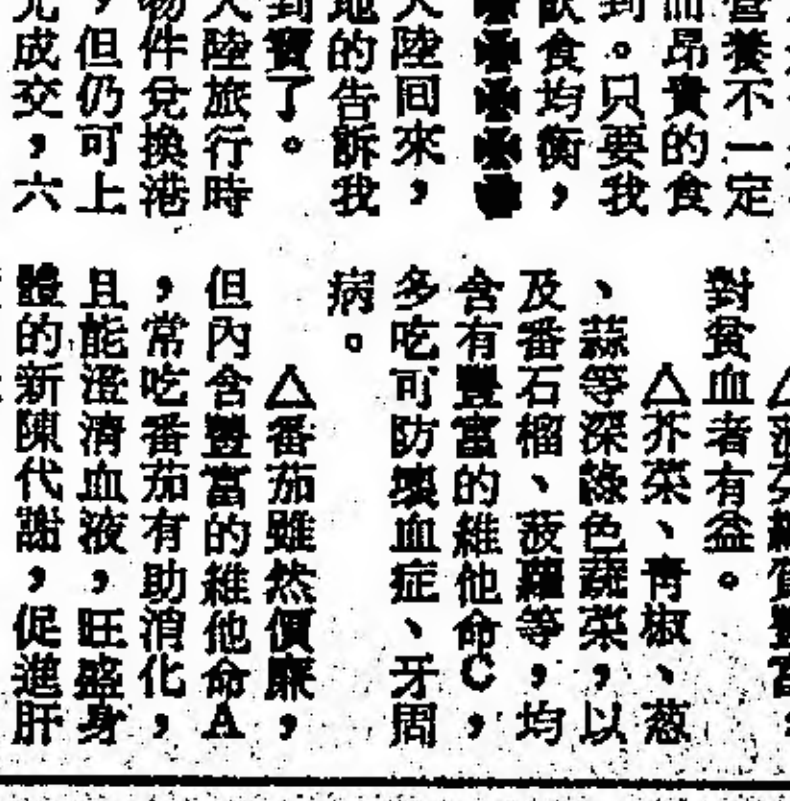 營養不一定
而昂貴的食
到。只要我
飲食均衡，
大陸囘來，
地的告訴我
到寶了。
大陸旅行時
物件兌換港
，但仍可上
元成交，六
對貧血者有益。
△芥菜、青椒、葱
、蒜等深綠色蔬菜，以
及番石榴、菠蘿等，均
含有豐富的維他命C，
多吃可防壞血症、牙周
病。
△番茄雖然價廉，
但內含豐富的維他命A
，常吃番茄有助消化，
且能澄清血液，旺盛身
體的新陳代謝，促進肝